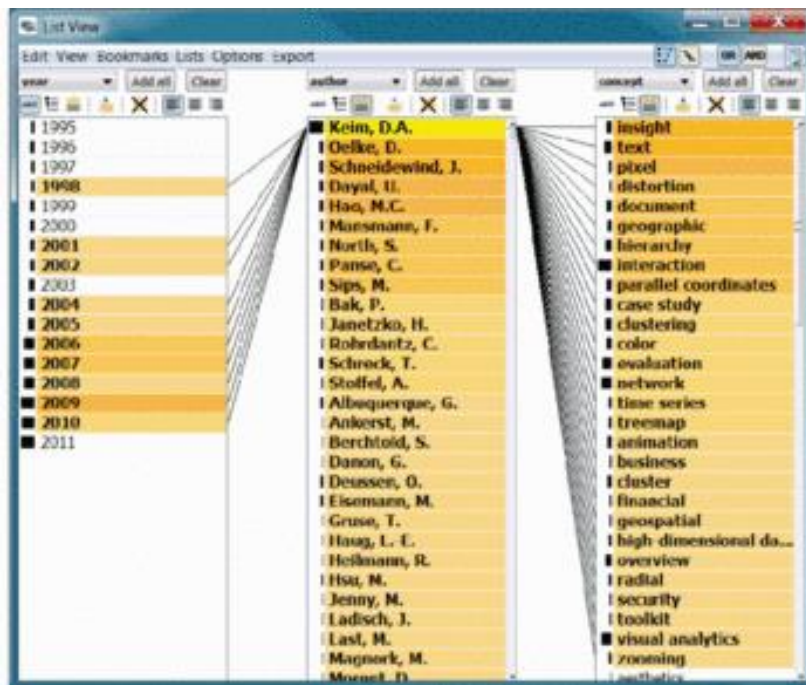 List View
Edit View Bookmarks Lists Options Export
OR AND
year Add all Clear
author Add all Clear
concept Add all Clear
1995
1996
1997
1998
1999
2000
2001
2002
2003
2004
2005
2006
2007
2008
2009
2010
2011
Keim, D.A.
Oelke, D.
Schneidewind, J.
Dayal, U.
Hao, M.C.
Mansmann, F.
North, S.
Panse, C.
Sips, M.
Bak, P.
Janetzko, H.
Rohrdantz, C.
Schreck, T.
Stoffel, A.
Albuquerque, G.
Ankerst, M.
Berchtold, S.
Danon, G.
Deussen, O.
Eisemann, M.
Gruse, T.
Haug, L.-E.
Heilmann, R.
Hsu, M.
Jenny, M.
Ladisch, J.
Last, M.
Magnork, M.
insight
text
pixel
distortion
document
geographic
hierarchy
interaction
parallel coordinates
case study
clustering
color
evaluation
network
time series
treemap
animation
business
cluster
financial
geospatial
high-dimensional da...
overview
radial
security
toolkit
visual analytics
zooming
aesthetics